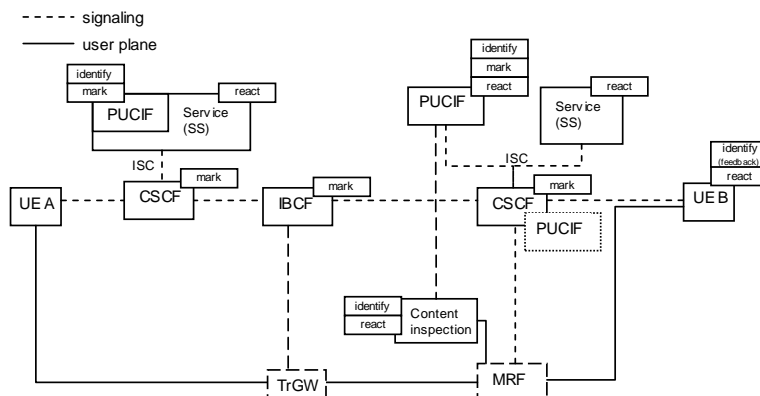 signaling
user plane
identify
mark
PUCIF
Service
(SS)
react
identify
mark
react
PUCIF
Service
(SS)
react
ISC
ISC
identify
(feedback)
react
UE A
CSCF
mark
IBCF
mark
CSCF
mark
PUCIF
UE B
identify
react
Content
inspection
TrGW
MRF